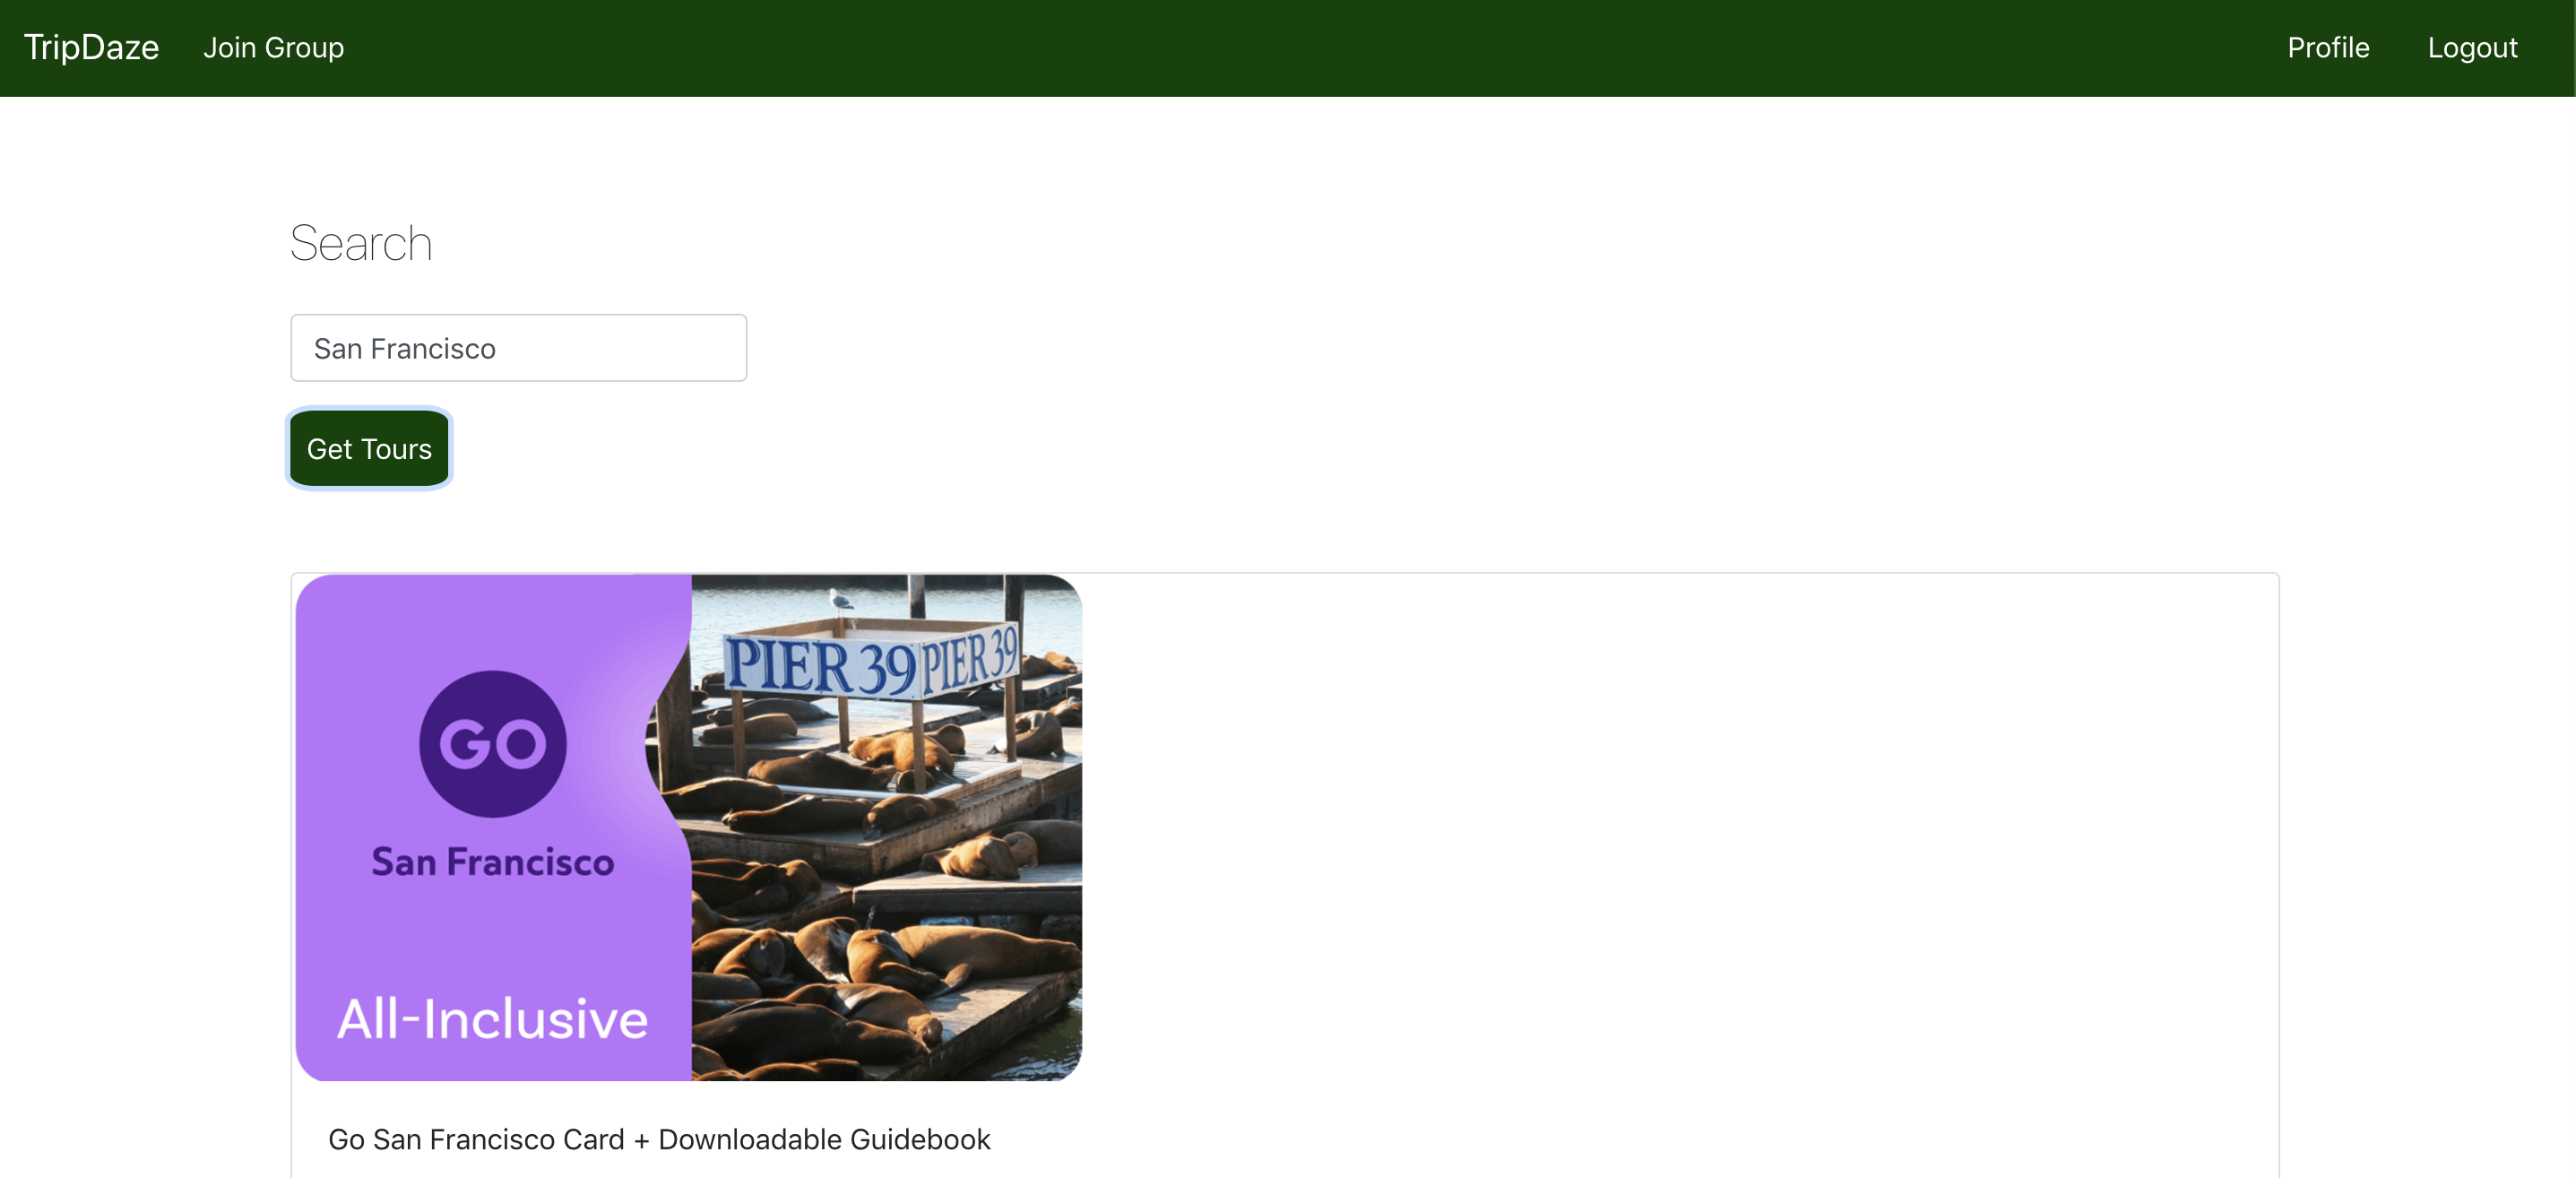 TripDaze Join Group Profile Logout
Search
San Francisco
Get Tours
PIER 39 PIER 39
GO
San Francisco
All-Inclusive
Go San Francisco Card + Downloadable Guidebook